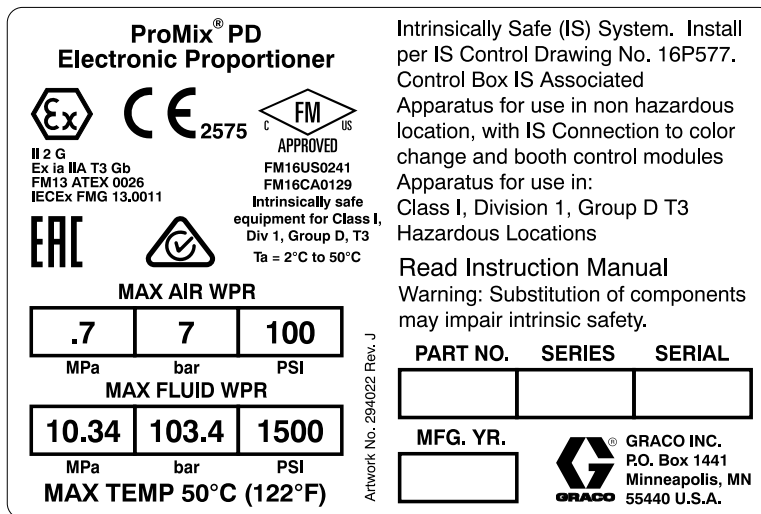 ProMix® PD
Electronic Proportioner
Ex
CE 2575
C FM US
APPROVED
II 2 G
Ex ia IIA T3 Gb
FM13 ATEX 0026
IECEx FMG 13.0011
FM16US0241
FM16CA0129
Intrinsically safe
equipment for Class I,
Div 1, Group D, T3
Ta = 2°C to 50°C
EAC
MAX AIR WPR
.7 7 100
MPa bar PSI
MAX FLUID WPR
10.34 103.4 1500
MPa bar PSI
MAX TEMP 50°C (122°F)
Artwork No. 294022 Rev. J
Intrinsically Safe (IS) System. Install
per IS Control Drawing No. 16P577.
Control Box IS Associated
Apparatus for use in non hazardous
location, with IS Connection to color
change and booth control modules
Apparatus for use in:
Class I, Division 1, Group D T3
Hazardous Locations
Read Instruction Manual
Warning: Substitution of components
may impair intrinsic safety.
PART NO. SERIES SERIAL
MFG. YR.
GRACO ®
GRACO INC.
P.O. Box 1441
Minneapolis, MN
55440 U.S.A.